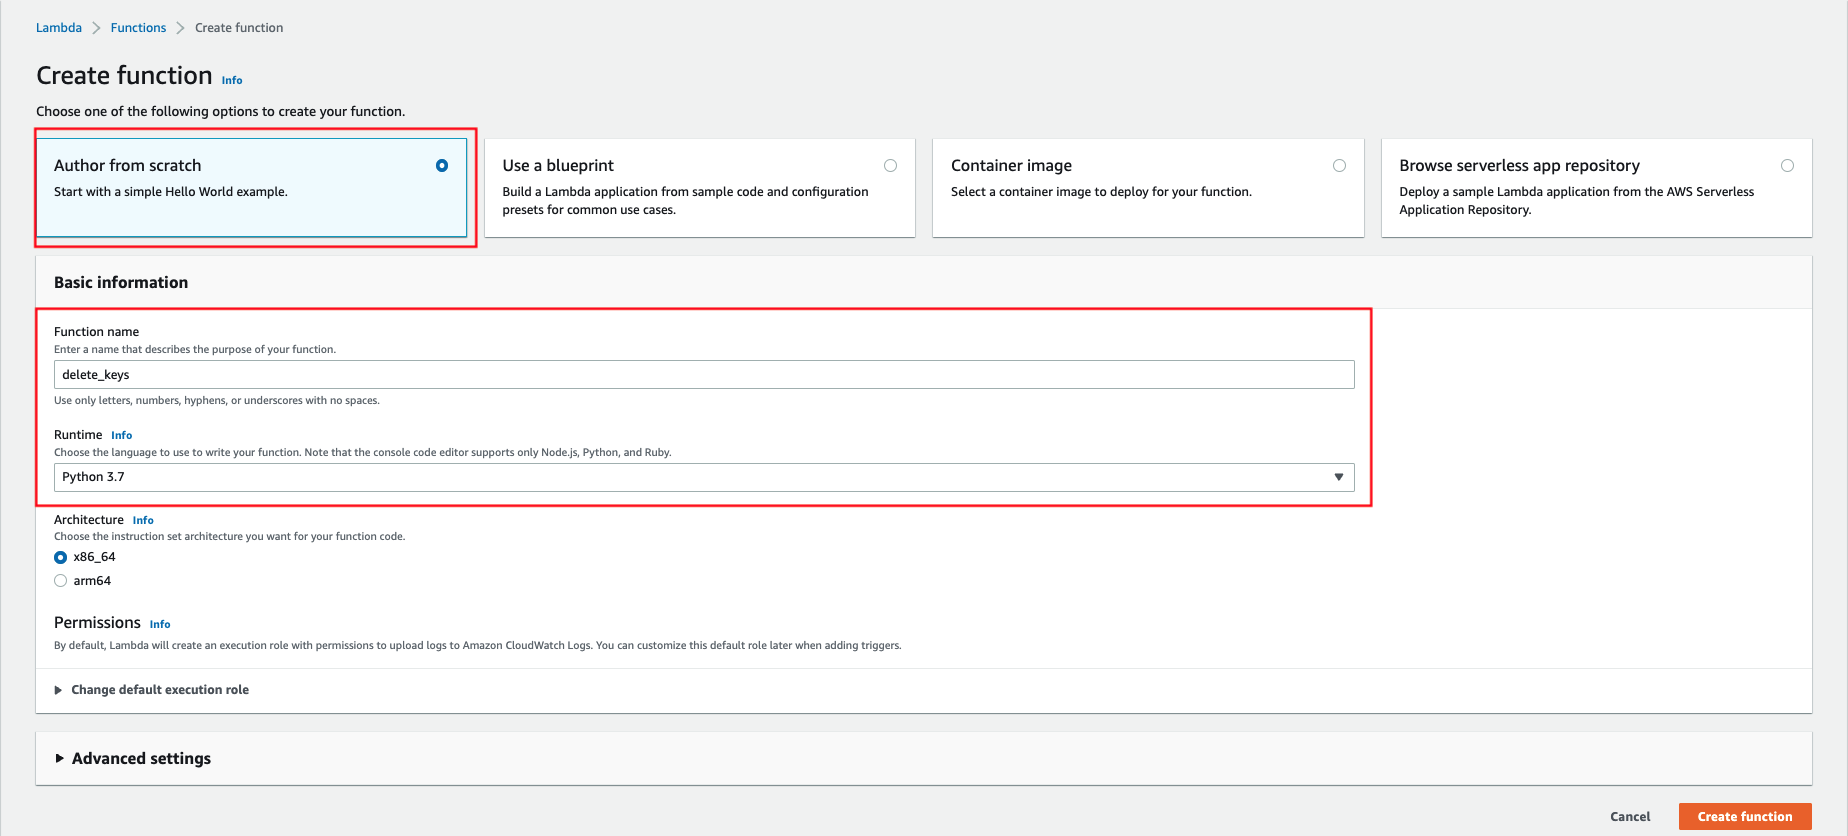 Lambda > Functions > Create function
Create function Info
Choose one of the following options to create your function.
Author from scratch
Start with a simple Hello World example.
Use a blueprint
Build a Lambda application from sample code and configuration
presets for common use cases.
Container image
Select a container image to deploy for your function.
Browse serverless app repository
Deploy a sample Lambda application from the AWS Serverless
Application Repository.
Basic information
Function name
Enter a name that describes the purpose of your function.
delete_keys
Use only letters, numbers, hyphens, or underscores with no spaces.
Runtime Info
Choose the language to use to write your function. Note that the console code editor supports only Node.js, Python, and Ruby.
Python 3.7
Architecture Info
Choose the instruction set architecture you want for your function code.
x86_64
arm64
Permissions Info
By default, Lambda will create an execution role with permissions to upload logs to Amazon CloudWatch Logs. You can customize this default role later when adding triggers.
Change default execution role
Advanced settings
Cancel
Create function